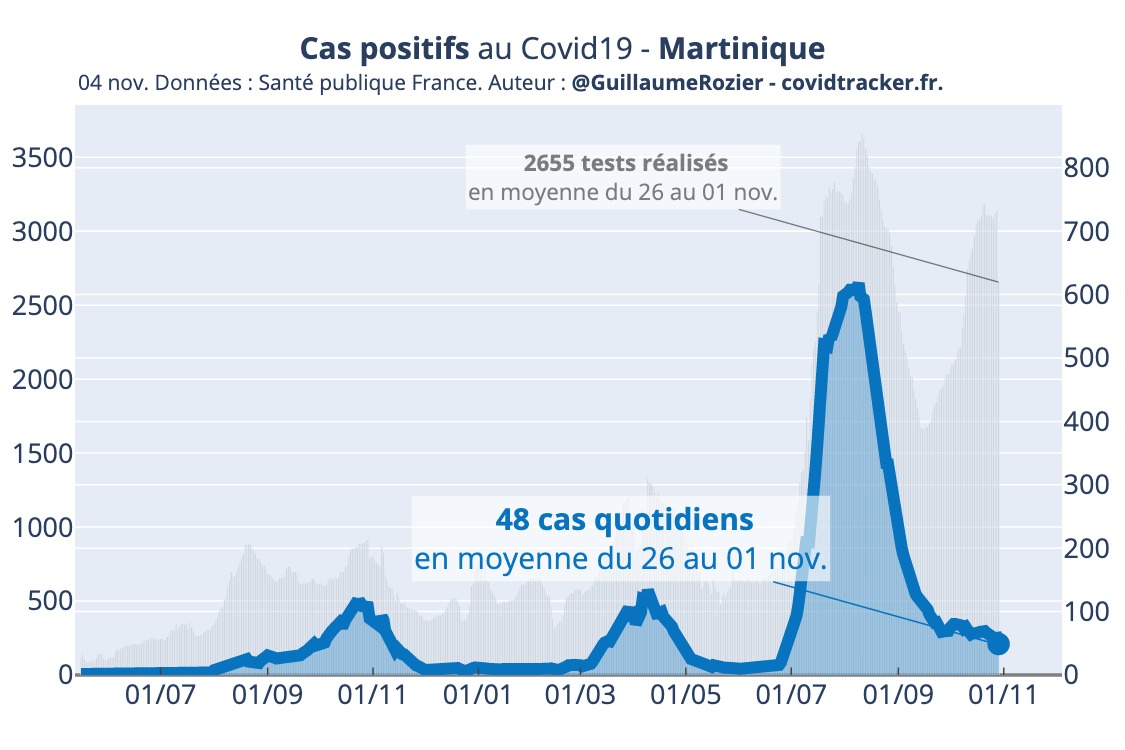 Cas positifs au Covid19 - Martinique
04 nov. Données : Santé publique France. Auteur : @GuillaumeRozier - covidtracker.fr.
2655 tests réalisés
en moyenne du 26 au 01 nov.
48 cas quotidiens
en moyenne du 26 au 01 nov.
3500
3000
2500
2000
1500
1000
500
0
800
700
600
500
400
300
200
100
0
01/07 01/09 01/11 01/01 01/03 01/05 01/07 01/09 01/11